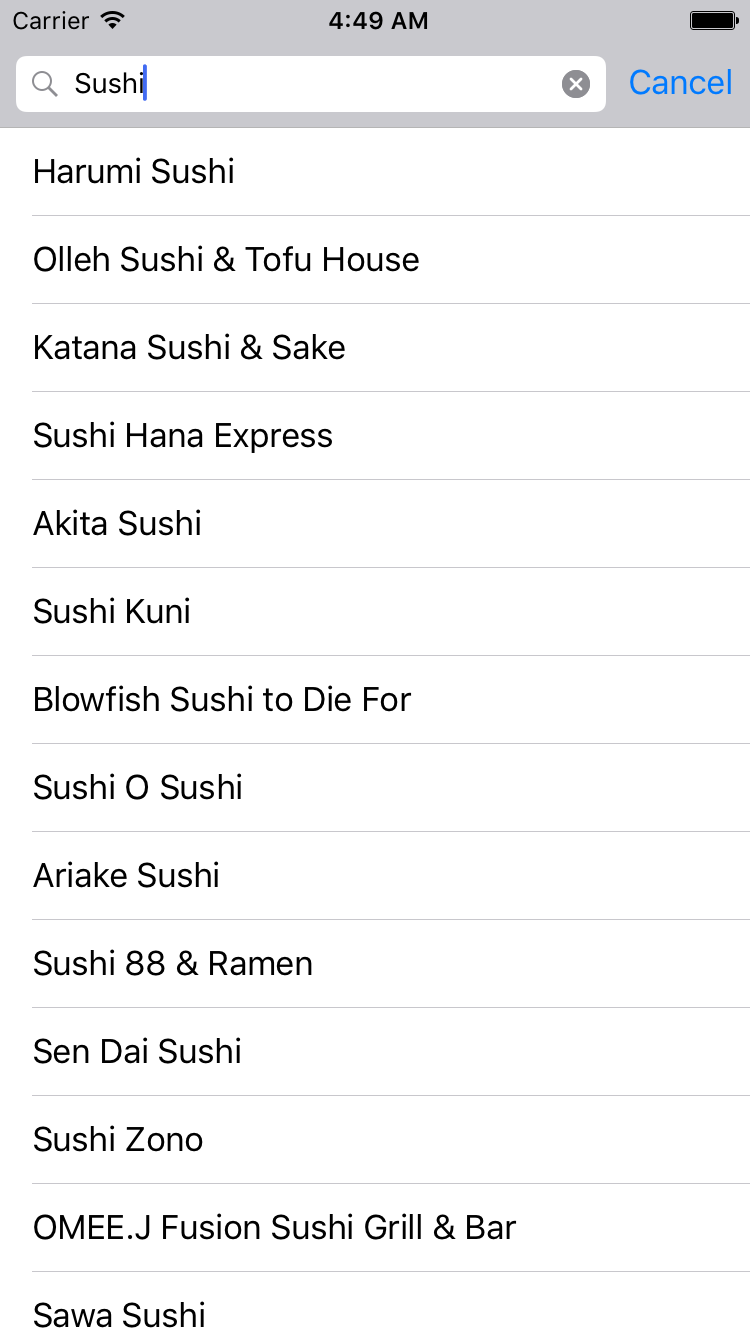 Carrier 4:49 AM
Sushi Cancel
Harumi Sushi
Olleh Sushi & Tofu House
Katana Sushi & Sake
Sushi Hana Express
Akita Sushi
Sushi Kuni
Blowfish Sushi to Die For
Sushi O Sushi
Ariake Sushi
Sushi 88 & Ramen
Sen Dai Sushi
Sushi Zono
OMEE.J Fusion Sushi Grill & Bar
Sawa Sushi